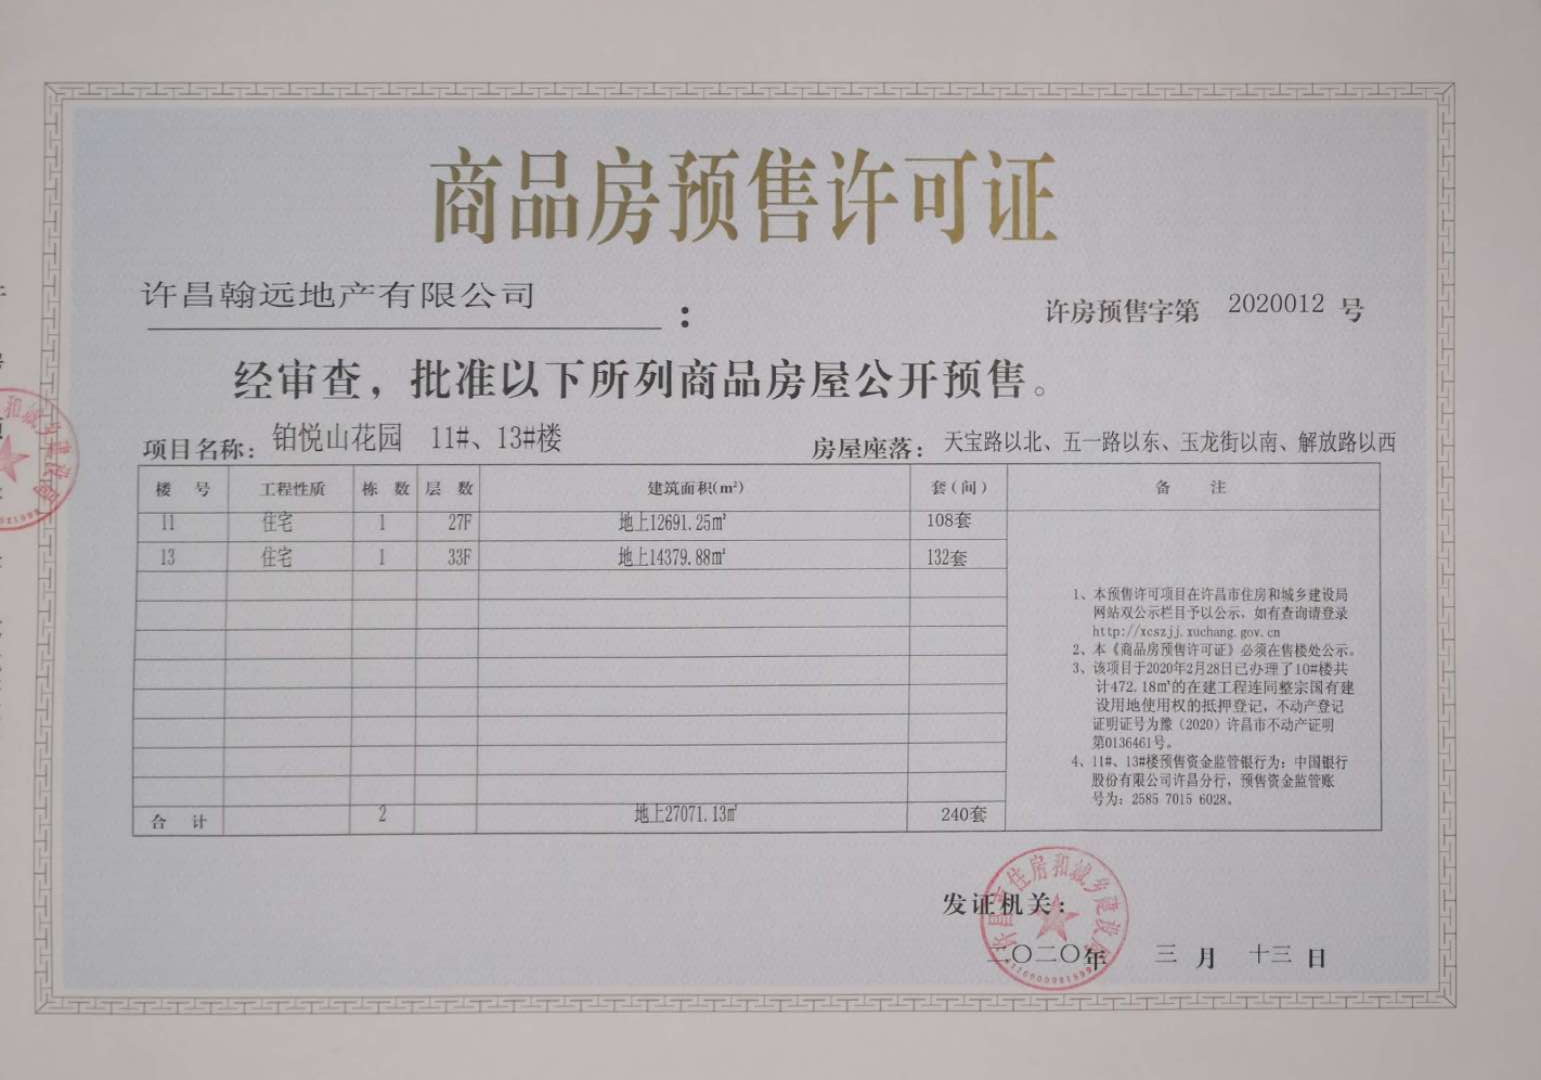 商品房预售许可证
许昌翰远地产有限公司：
许房预售字第 2020012 号
经审查，批准以下所列商品房屋公开预售。
项目名称：铂悦山花园 11#、13#楼
房屋座落：天宝路以北、五一路以东、玉龙街以南、解放路以西
楼 号 工程性质 栋 数 层 数 建筑面积(m²) 套(间) 备 注
11 住宅 1 27F 地上12691.25㎡ 108套
13 住宅 1 33F 地上14379.88㎡ 132套
1、本预售许可项目在许昌市住房和城乡建设局
网站双公示栏目予以公示，如有查询请登录
http://xcszjj.xuchang.gov.cn
2、本《商品房预售许可证》必须在售楼处公示。
3、该项目于2020年2月28日已办理了10#楼共
计472.18㎡的在建工程连同整宗国有建
设用地使用权的抵押登记，不动产登记
证明证号为豫（2020）许昌市不动产证明
第0136461号。
4、11#、13#楼预售资金监管银行为：中国银行
股份有限公司许昌分行，预售资金监管账
号为：2585 7015 6028。
合 计 2 地上27071.13㎡ 240套
发证机关：
许昌市住房和城乡建设局
二〇二〇年 三 月 十三 日
和城乡建设局